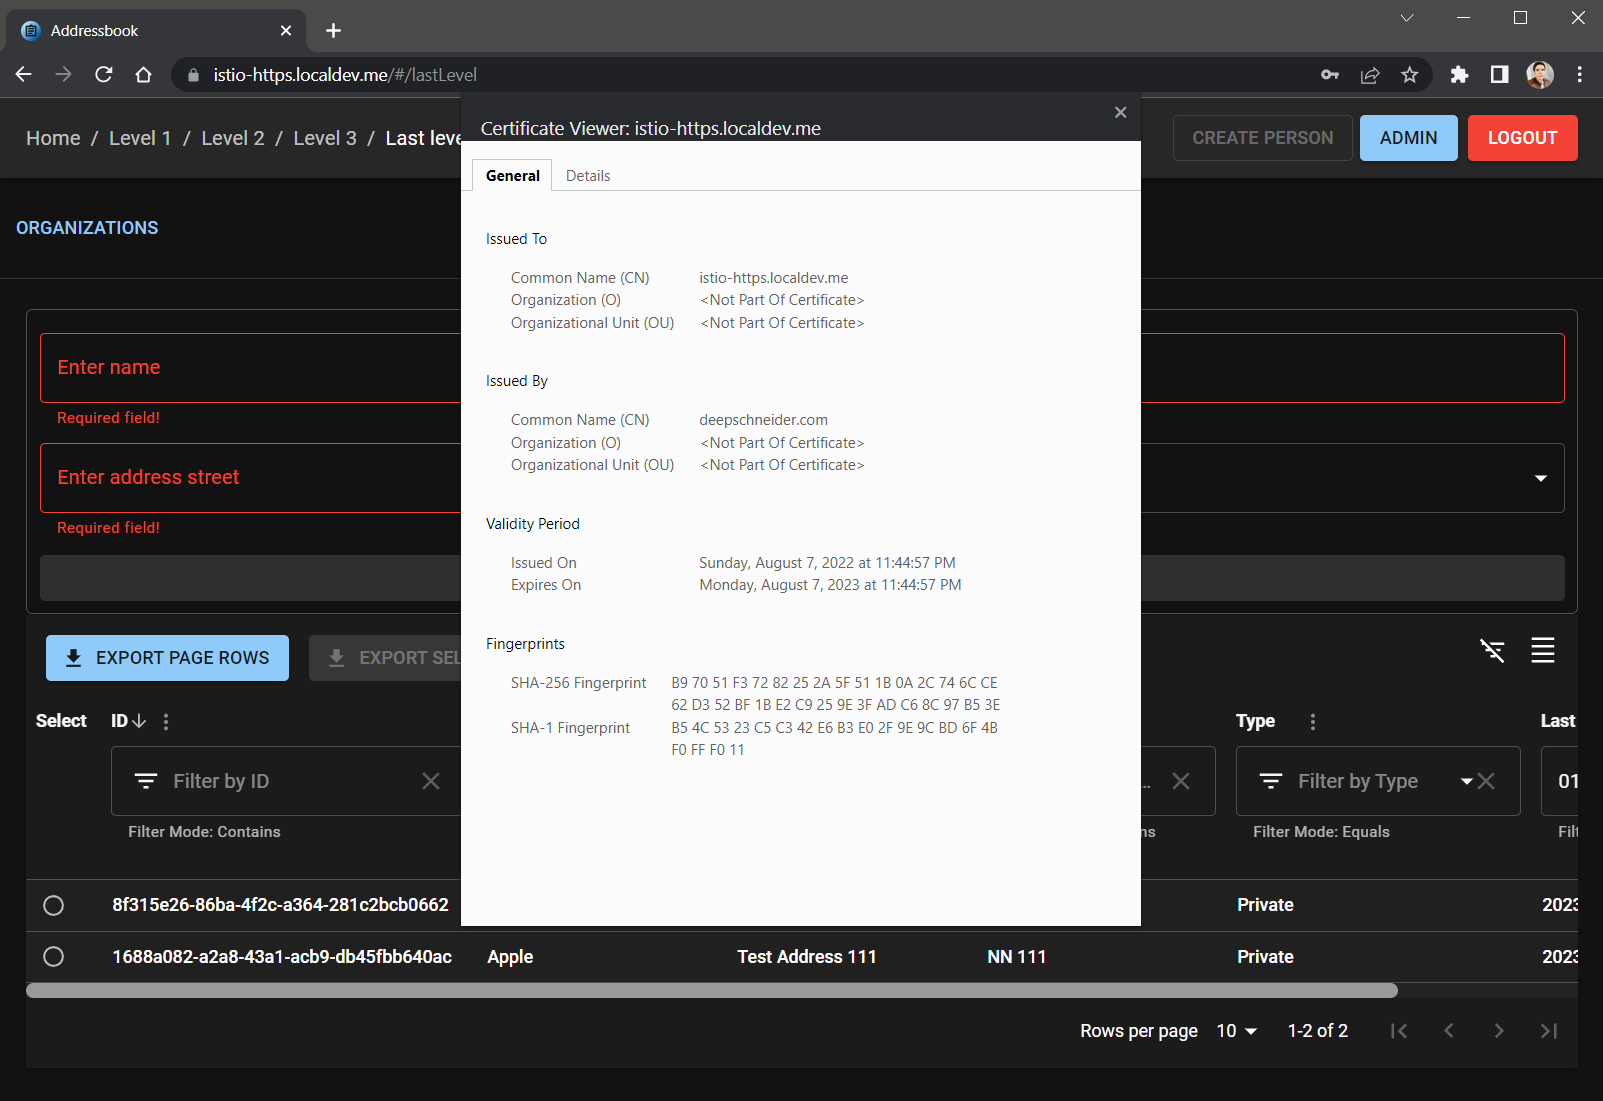 Addressbook
istio-https.localdev.me/#/lastLevel
Home / Level 1 / Level 2 / Level 3 / Last leve
CREATE PERSON
ADMIN
LOGOUT
Certificate Viewer: istio-https.localdev.me
General Details
ORGANIZATIONS
Issued To
Common Name (CN) istio-https.localdev.me
Organization (O) <Not Part Of Certificate>
Organizational Unit (OU) <Not Part Of Certificate>
Issued By
Common Name (CN) deepschneider.com
Organization (O) <Not Part Of Certificate>
Organizational Unit (OU) <Not Part Of Certificate>
Validity Period
Issued On Sunday, August 7, 2022 at 11:44:57 PM
Expires On Monday, August 7, 2023 at 11:44:57 PM
Fingerprints
SHA-256 Fingerprint B9 70 51 F3 72 82 25 2A 5F 51 1B 0A 2C 74 6C CE
62 D3 52 BF 1B E2 C9 25 9E 3F AD C6 8C 97 B5 3E
SHA-1 Fingerprint B5 4C 53 23 C5 C3 42 E6 B3 E0 2F 9E 9C BD 6F 4B
F0 FF F0 11
Enter name
Required field!
Enter address street
Required field!
EXPORT PAGE ROWS
EXPORT SEL
Select ID Type Last
Filter by ID ... Filter by Type 01
Filter Mode: Contains ns Filter Mode: Equals Filt
8f315e26-86ba-4f2c-a364-281c2bcb0662 Private 2023
1688a082-a2a8-43a1-acb9-db45fbb640ac Apple Test Address 111 NN 111 Private 2023
Rows per page 10 1-2 of 2